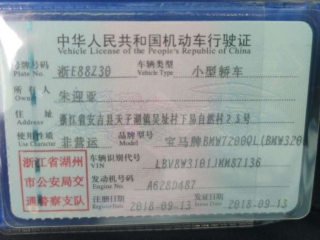 中华人民共和国机动车行驶证
Vehicle License of the People's Republic of China
号牌号码 浙E88Z30 车辆类型 小型轿车
Plate No. Vehicle Type
所有人 朱迎亚
Owner
住址 浙江省安吉县天子湖镇吴址村下吕自然村25号
Address
使用性质 非营运 品牌型号 宝马牌BMW7200QL(BMW320
Use Character Model
浙江省湖州 车辆识别代号 LBV8W3101JMM87136
VIN
市公安局交 发动机号码 A628D487
Engine No.
通警察支队 注册日期 2018-09-13 发证日期 2018-09-13
Register Date Issue Date